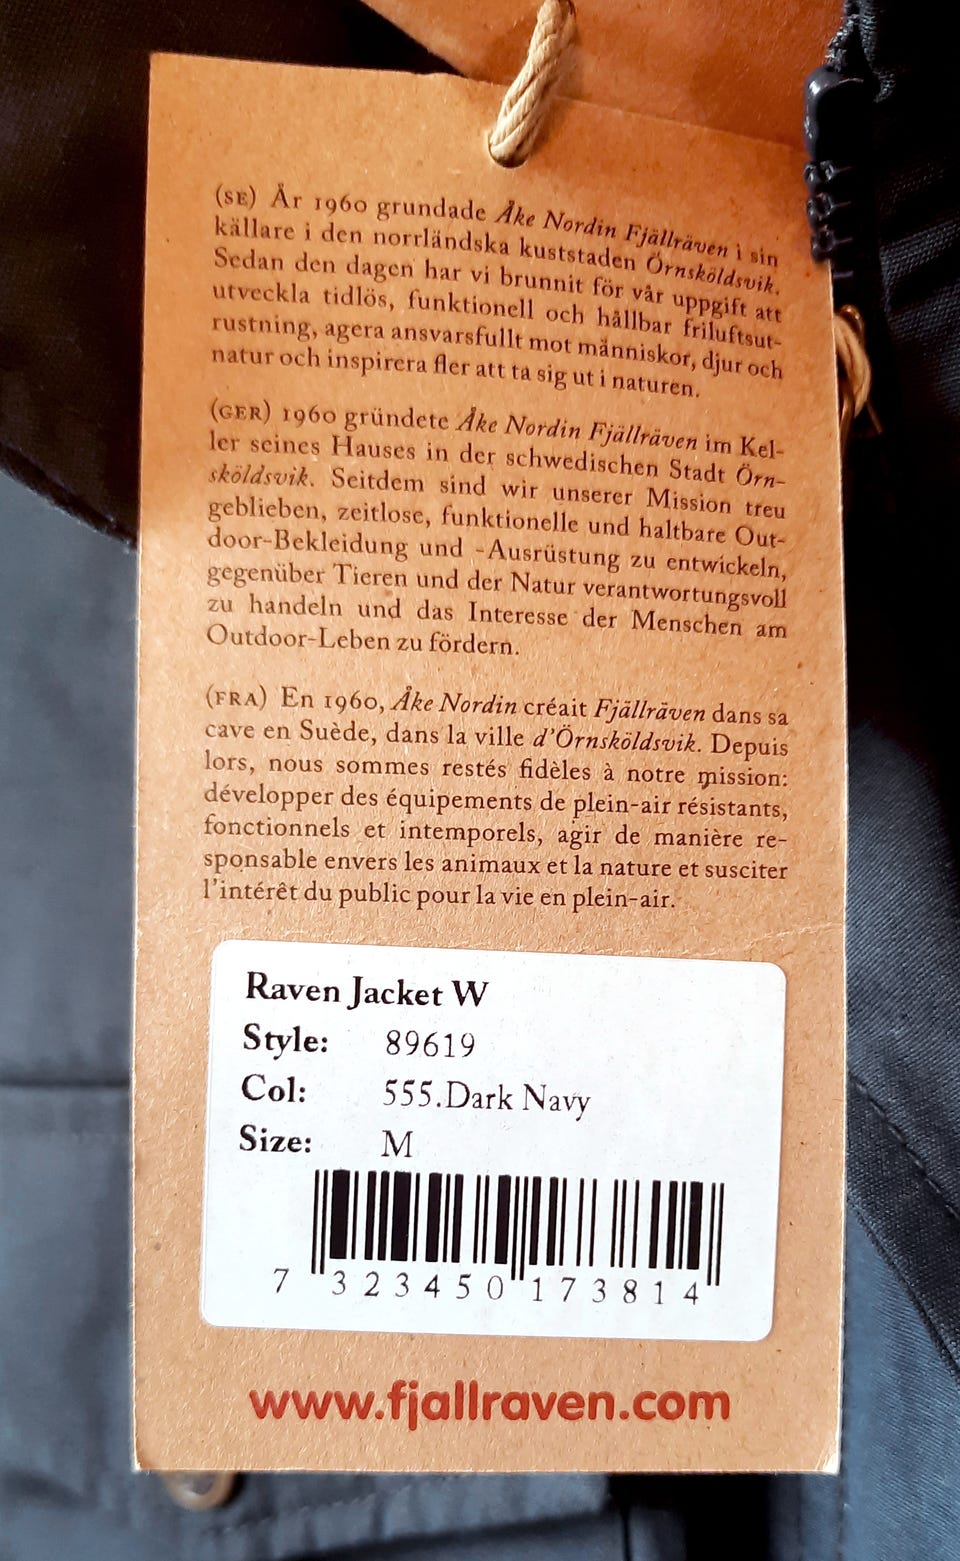 (SE) År 1960 grundade Åke Nordin Fjällräven i sin
källare i den norrländska kuststaden Örnsköldsvik.
Sedan den dagen har vi brunnit för vår uppgift att
utveckla tidlös, funktionell och hållbar friluftsut-
rustning, agera ansvarsfullt mot människor, djur och
natur och inspirera fler att ta sig ut i naturen.
(GER) 1960 gründete Åke Nordin Fjällräven im Kel-
ler seines Hauses in der schwedischen Stadt Örn-
sköldsvik. Seitdem sind wir unserer Mission treu
geblieben, zeitlose, funktionelle und haltbare Out-
door-Bekleidung und -Ausrüstung zu entwickeln,
gegenüber Tieren und der Natur verantwortungsvoll
zu handeln und das Interesse der Menschen am
Outdoor-Leben zu fördern.
(FRA) En 1960, Åke Nordin créait Fjällräven dans sa
cave en Suède, dans la ville d'Örnsköldsvik. Depuis
lors, nous sommes restés fidèles à notre mission:
développer des équipements de plein-air résistants,
fonctionnels et intemporels, agir de manière re-
sponsable envers les animaux et la nature et susciter
l'intérêt du public pour la vie en plein-air.
Raven Jacket W
Style: 89619
Col: 555.Dark Navy
Size: M
7 323450 173814
www.fjallraven.com